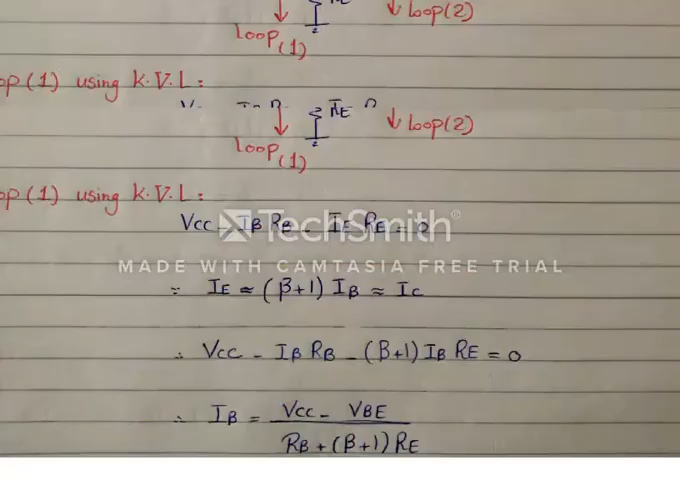 RE
loop(1) ↓ loop(2)
op(1) using K.V.L:
RE
loop(1) ↓ loop(2)
op(1) using K.V.L:
Vcc - IB RB - IE RE = 0
TechSmith®
MADE WITH CAMTASIA FREE TRIAL
∵ IE ≈ (β+1) IB ≈ IC
∴ Vcc - IB RB - (β+1) IB RE = 0
∴ IB = Vcc - VBE
RB + (β+1) RE